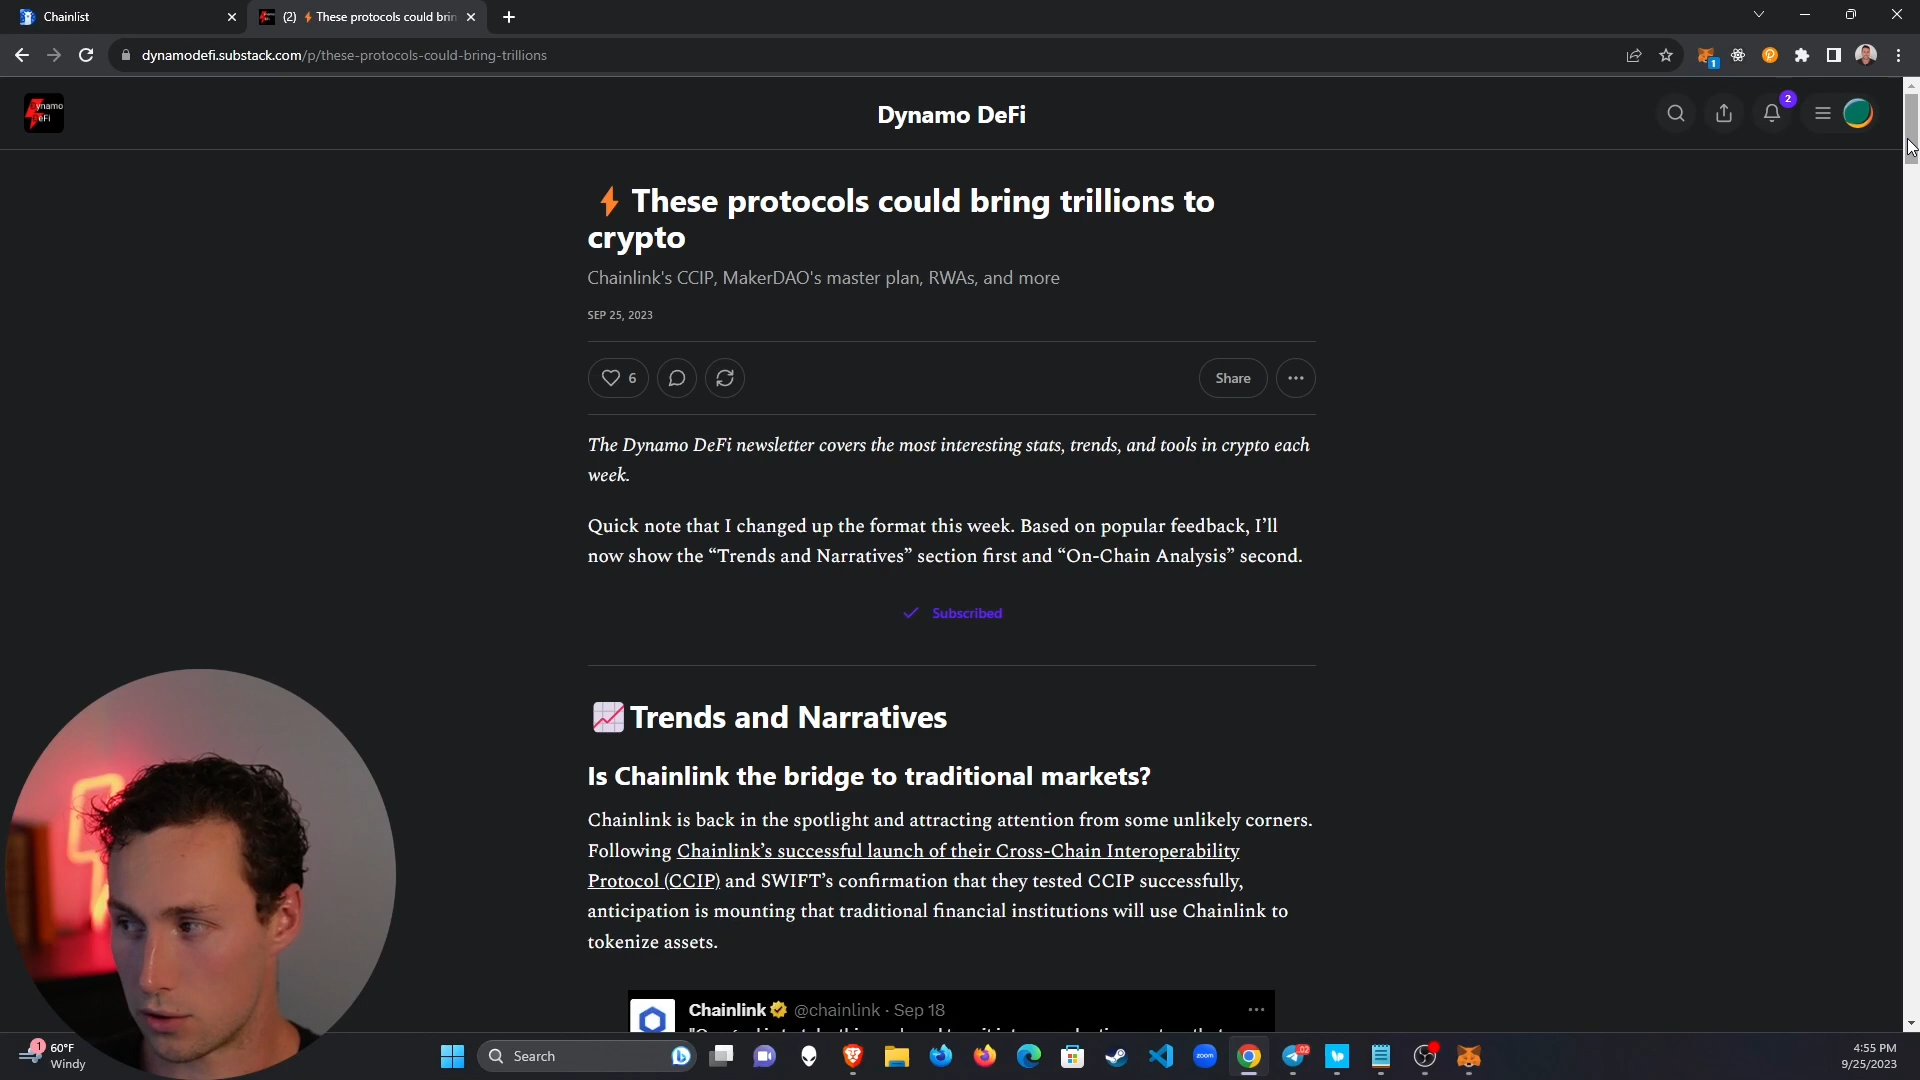 Chainlist
(2) ⚡ These protocols could brin
dynamodefi.substack.com/p/these-protocols-could-bring-trillions
1
ynamo
eFi
Dynamo DeFi
2
⚡ These protocols could bring trillions to
crypto
Chainlink's CCIP, MakerDAO's master plan, RWAs, and more
SEP 25, 2023
6
Share
The Dynamo DeFi newsletter covers the most interesting stats, trends, and tools in crypto each
week.
Quick note that I changed up the format this week. Based on popular feedback, I’ll
now show the “Trends and Narratives” section first and “On-Chain Analysis” second.
Subscribed
📈 Trends and Narratives
Is Chainlink the bridge to traditional markets?
Chainlink is back in the spotlight and attracting attention from some unlikely corners.
Following Chainlink’s successful launch of their Cross-Chain Interoperability
Protocol (CCIP) and SWIFT’s confirmation that they tested CCIP successfully,
anticipation is mounting that traditional financial institutions will use Chainlink to
tokenize assets.
Chainlink @chainlink · Sep 18
1
60°F
Windy
Search
zoom
4:55 PM
9/25/2023